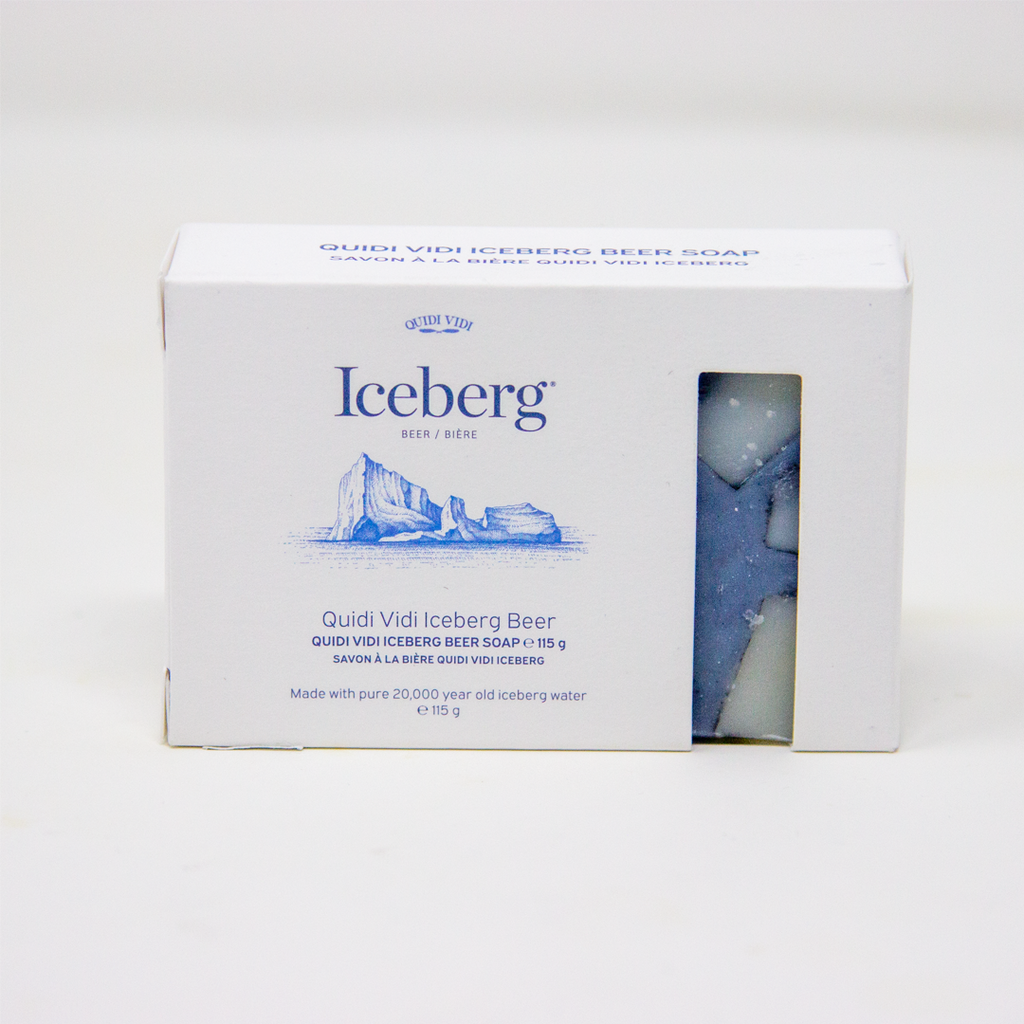 QUIDI VIDI ICEBERG BEER SOAP
SAVON À LA BIÈRE QUIDI VIDI ICEBERG
QUIDI VIDI
Iceberg®
BEER / BIÈRE
Quidi Vidi Iceberg Beer
QUIDI VIDI ICEBERG BEER SOAP ℮ 115 g
SAVON À LA BIÈRE QUIDI VIDI ICEBERG
Made with pure 20,000 year old iceberg water
℮ 115 g